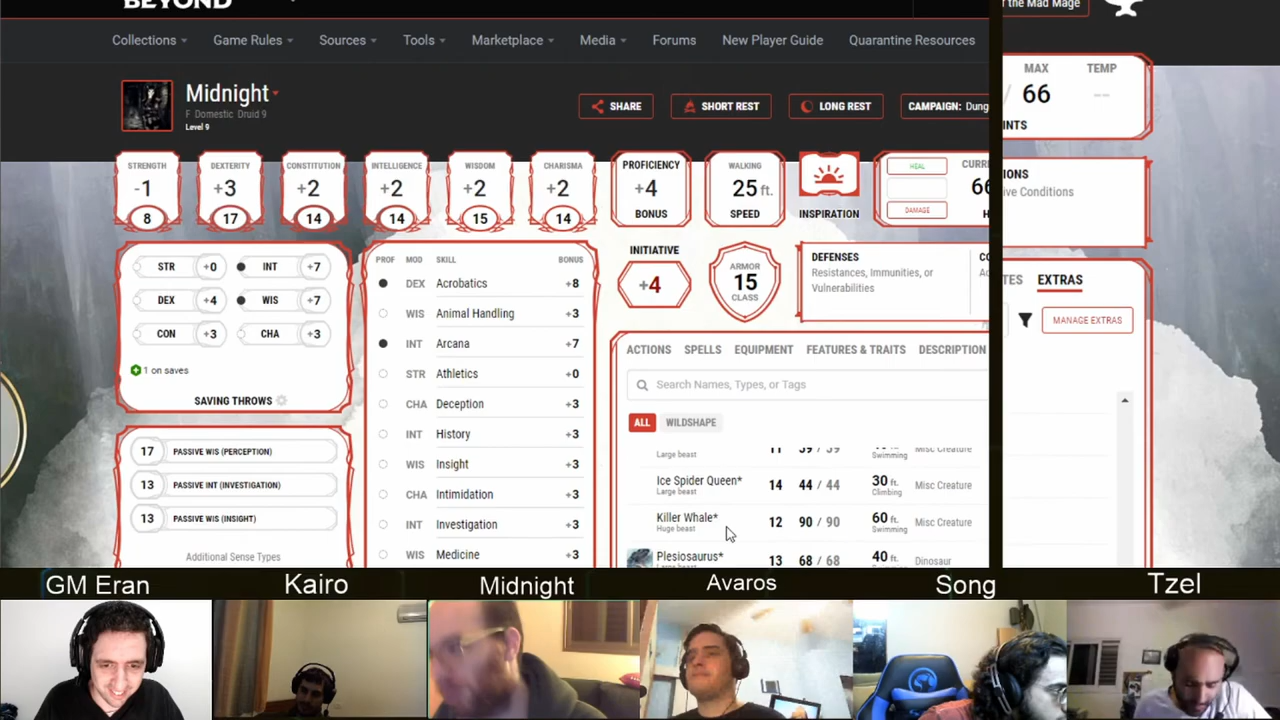 BEYOND
the Mad Mage
Collections Game Rules Sources Tools Marketplace Media Forums New Player Guide Quarantine Resources
Midnight
F Domestic Druid 9
Level 9
SHARE SHORT REST LONG REST CAMPAIGN: Dung
MAX TEMP
/ 66 --
INTS
STRENGTH DEXTERITY CONSTITUTION INTELLIGENCE WISDOM CHARISMA PROFICIENCY WALKING HEAL CURR
-1 +3 +2 +2 +2 +2 +4 25 ft. 66
8 17 14 14 15 14 BONUS SPEED INSPIRATION DAMAGE H
IONS
ive Conditions
STR +0 INT +7
DEX +4 WIS +7
CON +3 CHA +3
1 on saves
SAVING THROWS
17 PASSIVE WIS (PERCEPTION)
13 PASSIVE INT (INVESTIGATION)
13 PASSIVE WIS (INSIGHT)
Additional Sense Types
PROF MOD SKILL BONUS
DEX Acrobatics +8
WIS Animal Handling +3
INT Arcana +7
STR Athletics +0
CHA Deception +3
INT History +3
WIS Insight +3
CHA Intimidation +3
INT Investigation +3
WIS Medicine +3
INITIATIVE
+4
ARMOR
15
CLASS
DEFENSES
Resistances, Immunities, or
Vulnerabilities
CO
ACTIONS SPELLS EQUIPMENT FEATURES & TRAITS DESCRIPTION
TES EXTRAS
MANAGE EXTRAS
Search Names, Types, or Tags
ALL WILDSHAPE
Large beast 11 39 / 39 Swimming Misc Creature
Ice Spider Queen* 14 44 / 44 30 ft. Misc Creature
Large beast Climbing
Killer Whale* 12 90 / 90 60 ft. Misc Creature
Huge beast Swimming
Plesiosaurus* 13 68 / 68 40 ft. Dinosaur
GM Eran Kairo Midnight Avaros Song Tzel